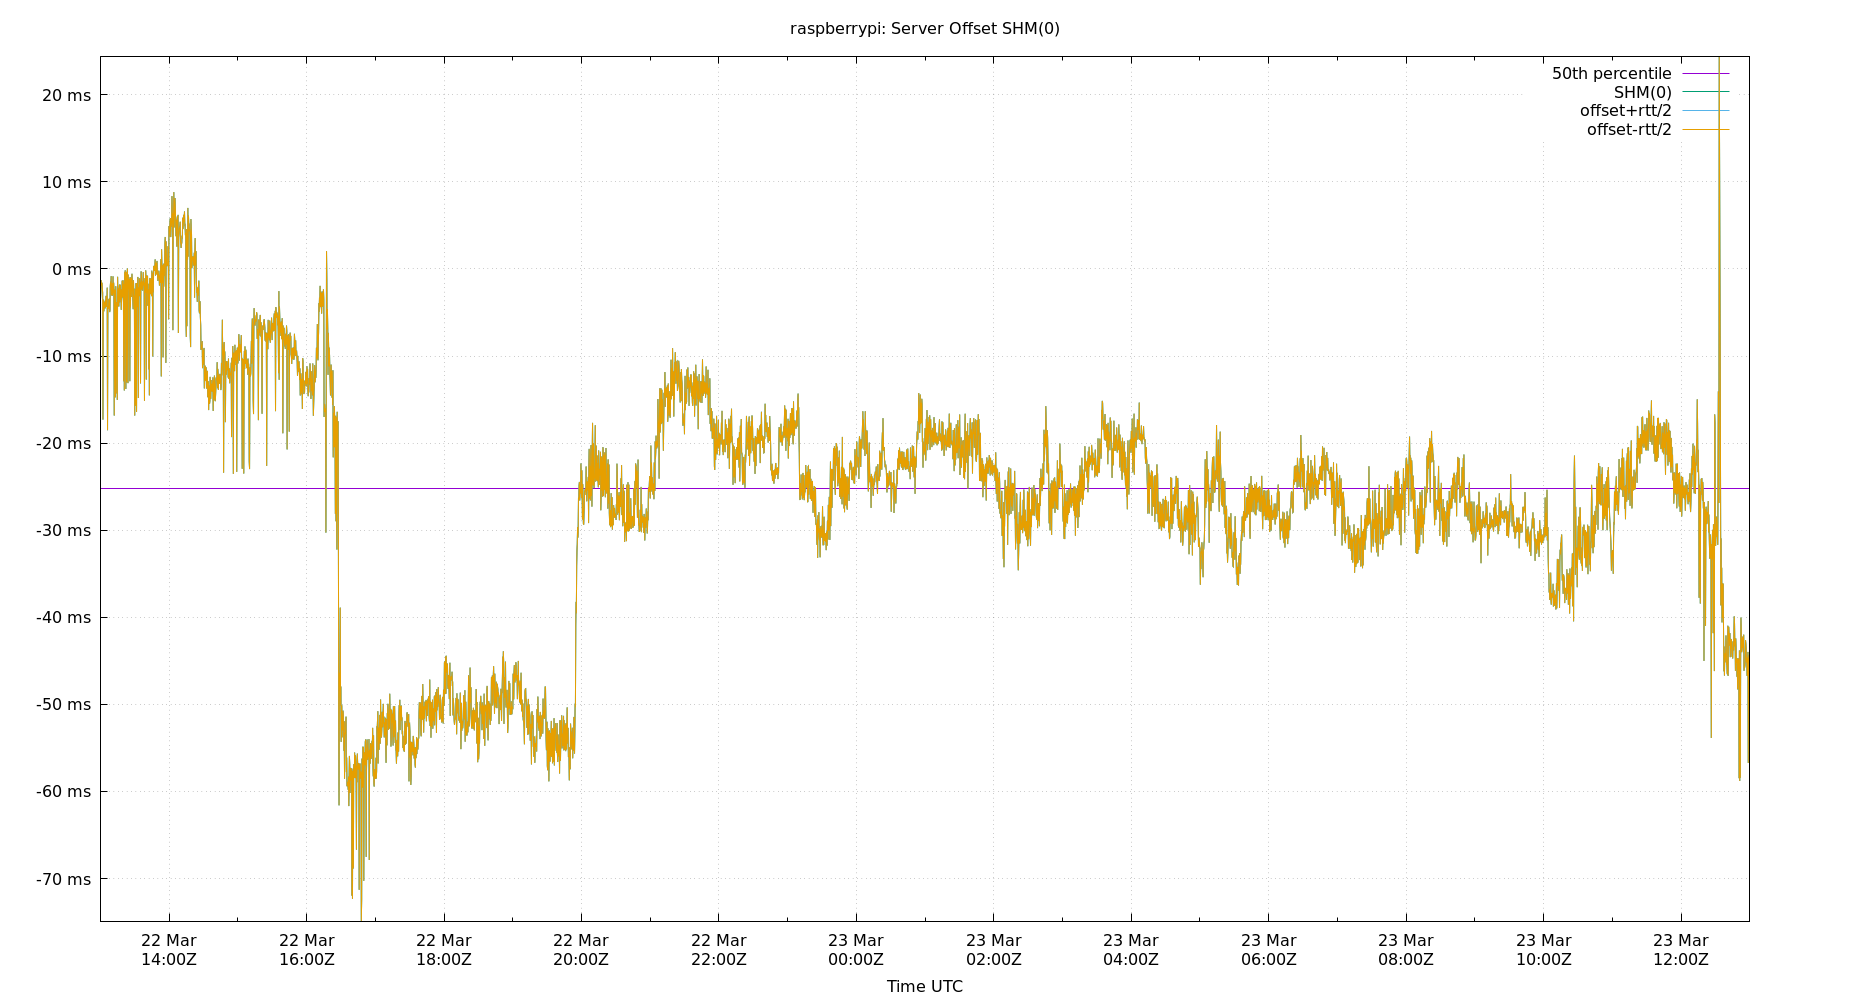 raspberrypi: Server Offset SHM(0)
50th percentile
SHM(0)
offset+rtt/2
offset-rtt/2
20 ms
10 ms
0 ms
-10 ms
-20 ms
-30 ms
-40 ms
-50 ms
-60 ms
-70 ms
22 Mar 22 Mar 22 Mar 22 Mar 22 Mar 23 Mar 23 Mar 23 Mar 23 Mar 23 Mar 23 Mar 23 Mar
14:00Z 16:00Z 18:00Z 20:00Z 22:00Z 00:00Z 02:00Z 04:00Z 06:00Z 08:00Z 10:00Z 12:00Z
Time UTC